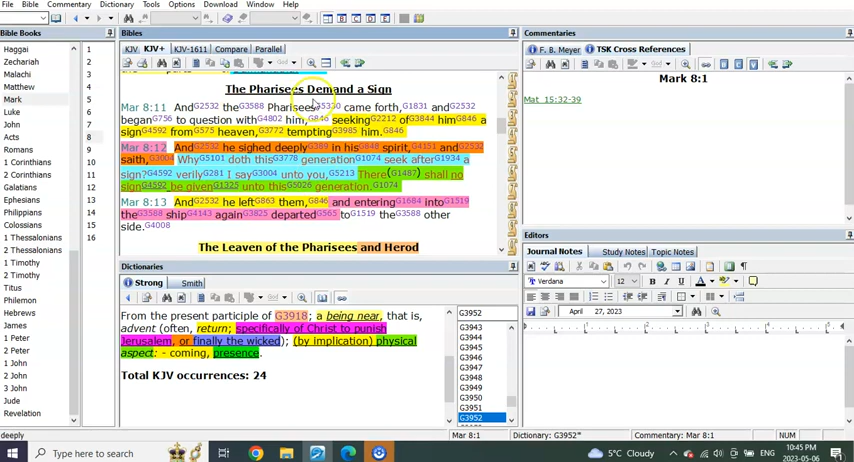 File Bible Commentary Dictionary Tools Options Download Window Help
Bible Books
Haggai
Zechariah
Malachi
Matthew
Mark
Luke
John
Acts
Romans
1 Corinthians
2 Corinthians
Galatians
Ephesians
Philippians
Colossians
1 Thessalonians
2 Thessalonians
1 Timothy
2 Timothy
Titus
Philemon
Hebrews
James
1 Peter
2 Peter
1 John
2 John
3 John
Jude
Revelation
1
2
3
4
5
6
7
8
9
10
11
12
13
14
15
16
Bibles
KJV KJV+ KJV-1611 Compare Parallel
The Pharisees Demand a Sign
Mar 8:11 And G2532 the G3588 Pharisees G5330 came forth, G1831 and G2532
began G756 to question with G4802 him, G846 seeking G2212 of G3844 him G846 a
sign G4592 from G575 heaven, G3772 tempting G3985 him. G846
Mar 8:12 And G2532 he sighed deeply G389 in his G848 spirit, G4151 and G2532
saith, G3004 Why G5101 doth this G3778 generation G1074 seek after G1934 a
sign? G4592 verily G281 I say G3004 unto you, G5213 There (G1487) shall no
sign G4592 be given G1325 unto this G5026 generation. G1074
Mar 8:13 And G2532 he left G863 them, G846 and entering G1684 into G1519
the G3588 ship G4143 again G3825 departed G565 to G1519 the G3588 other
side. G4008
The Leaven of the Pharisees and Herod
Dictionaries
Strong Smith
From the present participle of G3918; a being near, that is,
advent (often, return; specifically of Christ to punish
Jerusalem, or finally the wicked); (by implication) physical
aspect: - coming, presence.
Total KJV occurrences: 24
G3952
G3943
G3944
G3945
G3946
G3947
G3948
G3949
G3950
G3951
G3952
Commentaries
F. B. Meyer TSK Cross References
Mark 8:1
Mat 15:32-39
Editors
Journal Notes Study Notes Topic Notes
Verdana 12 B I U
April 27, 2023
deeply
Mar 8:1 Dictionary: G3952* Commentary: Mar 8:1 NUM
Type here to search
5°C Cloudy
ENG
10:45 PM
2023-05-06